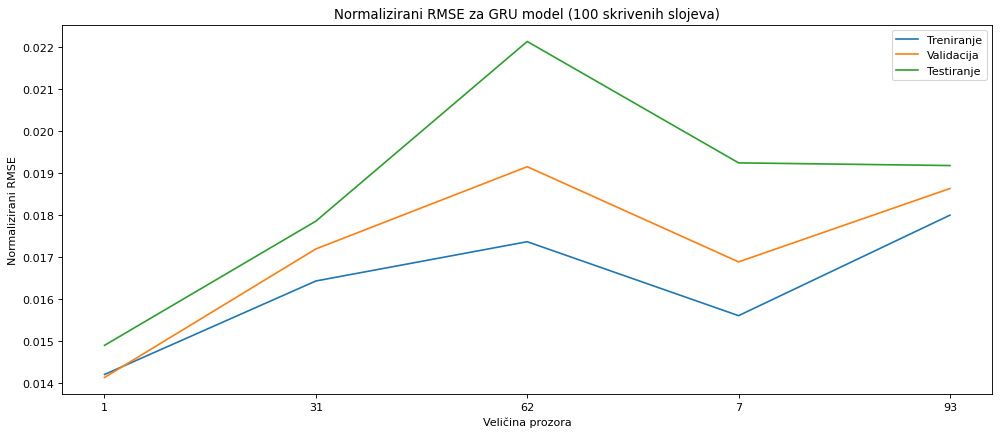 Normalizirani RMSE za GRU model (100 skrivenih slojeva)
Treniranje
Validacija
Testiranje
Normalizirani RMSE
0.022
0.021
0.020
0.019
0.018
0.017
0.016
0.015
0.014
1 31 62 7 93
Veličina prozora